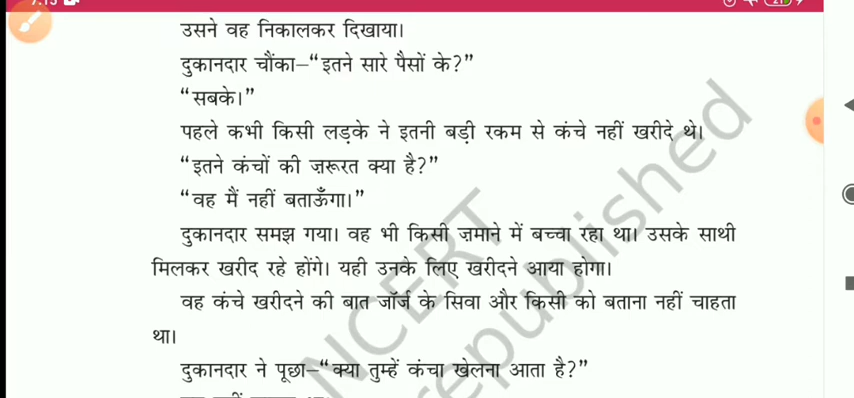 उसने वह निकालकर दिखाया।
दुकानदार चौंका—“इतने सारे पैसों के?”
“सबके।”
पहले कभी किसी लड़के ने इतनी बड़ी रकम से कंचे नहीं खरीदे थे।
“इतने कंचों की ज़रूरत क्या है?”
“वह मैं नहीं बताऊँगा।”
दुकानदार समझ गया। वह भी किसी ज़माने में बच्चा रहा था। उसके साथी
मिलकर खरीद रहे होंगे। यही उनके लिए खरीदने आया होगा।
वह कंचे खरीदने की बात जॉर्ज के सिवा और किसी को बताना नहीं चाहता
था।
दुकानदार ने पूछा—“क्या तुम्हें कंचा खेलना आता है?”
NCERT
republished